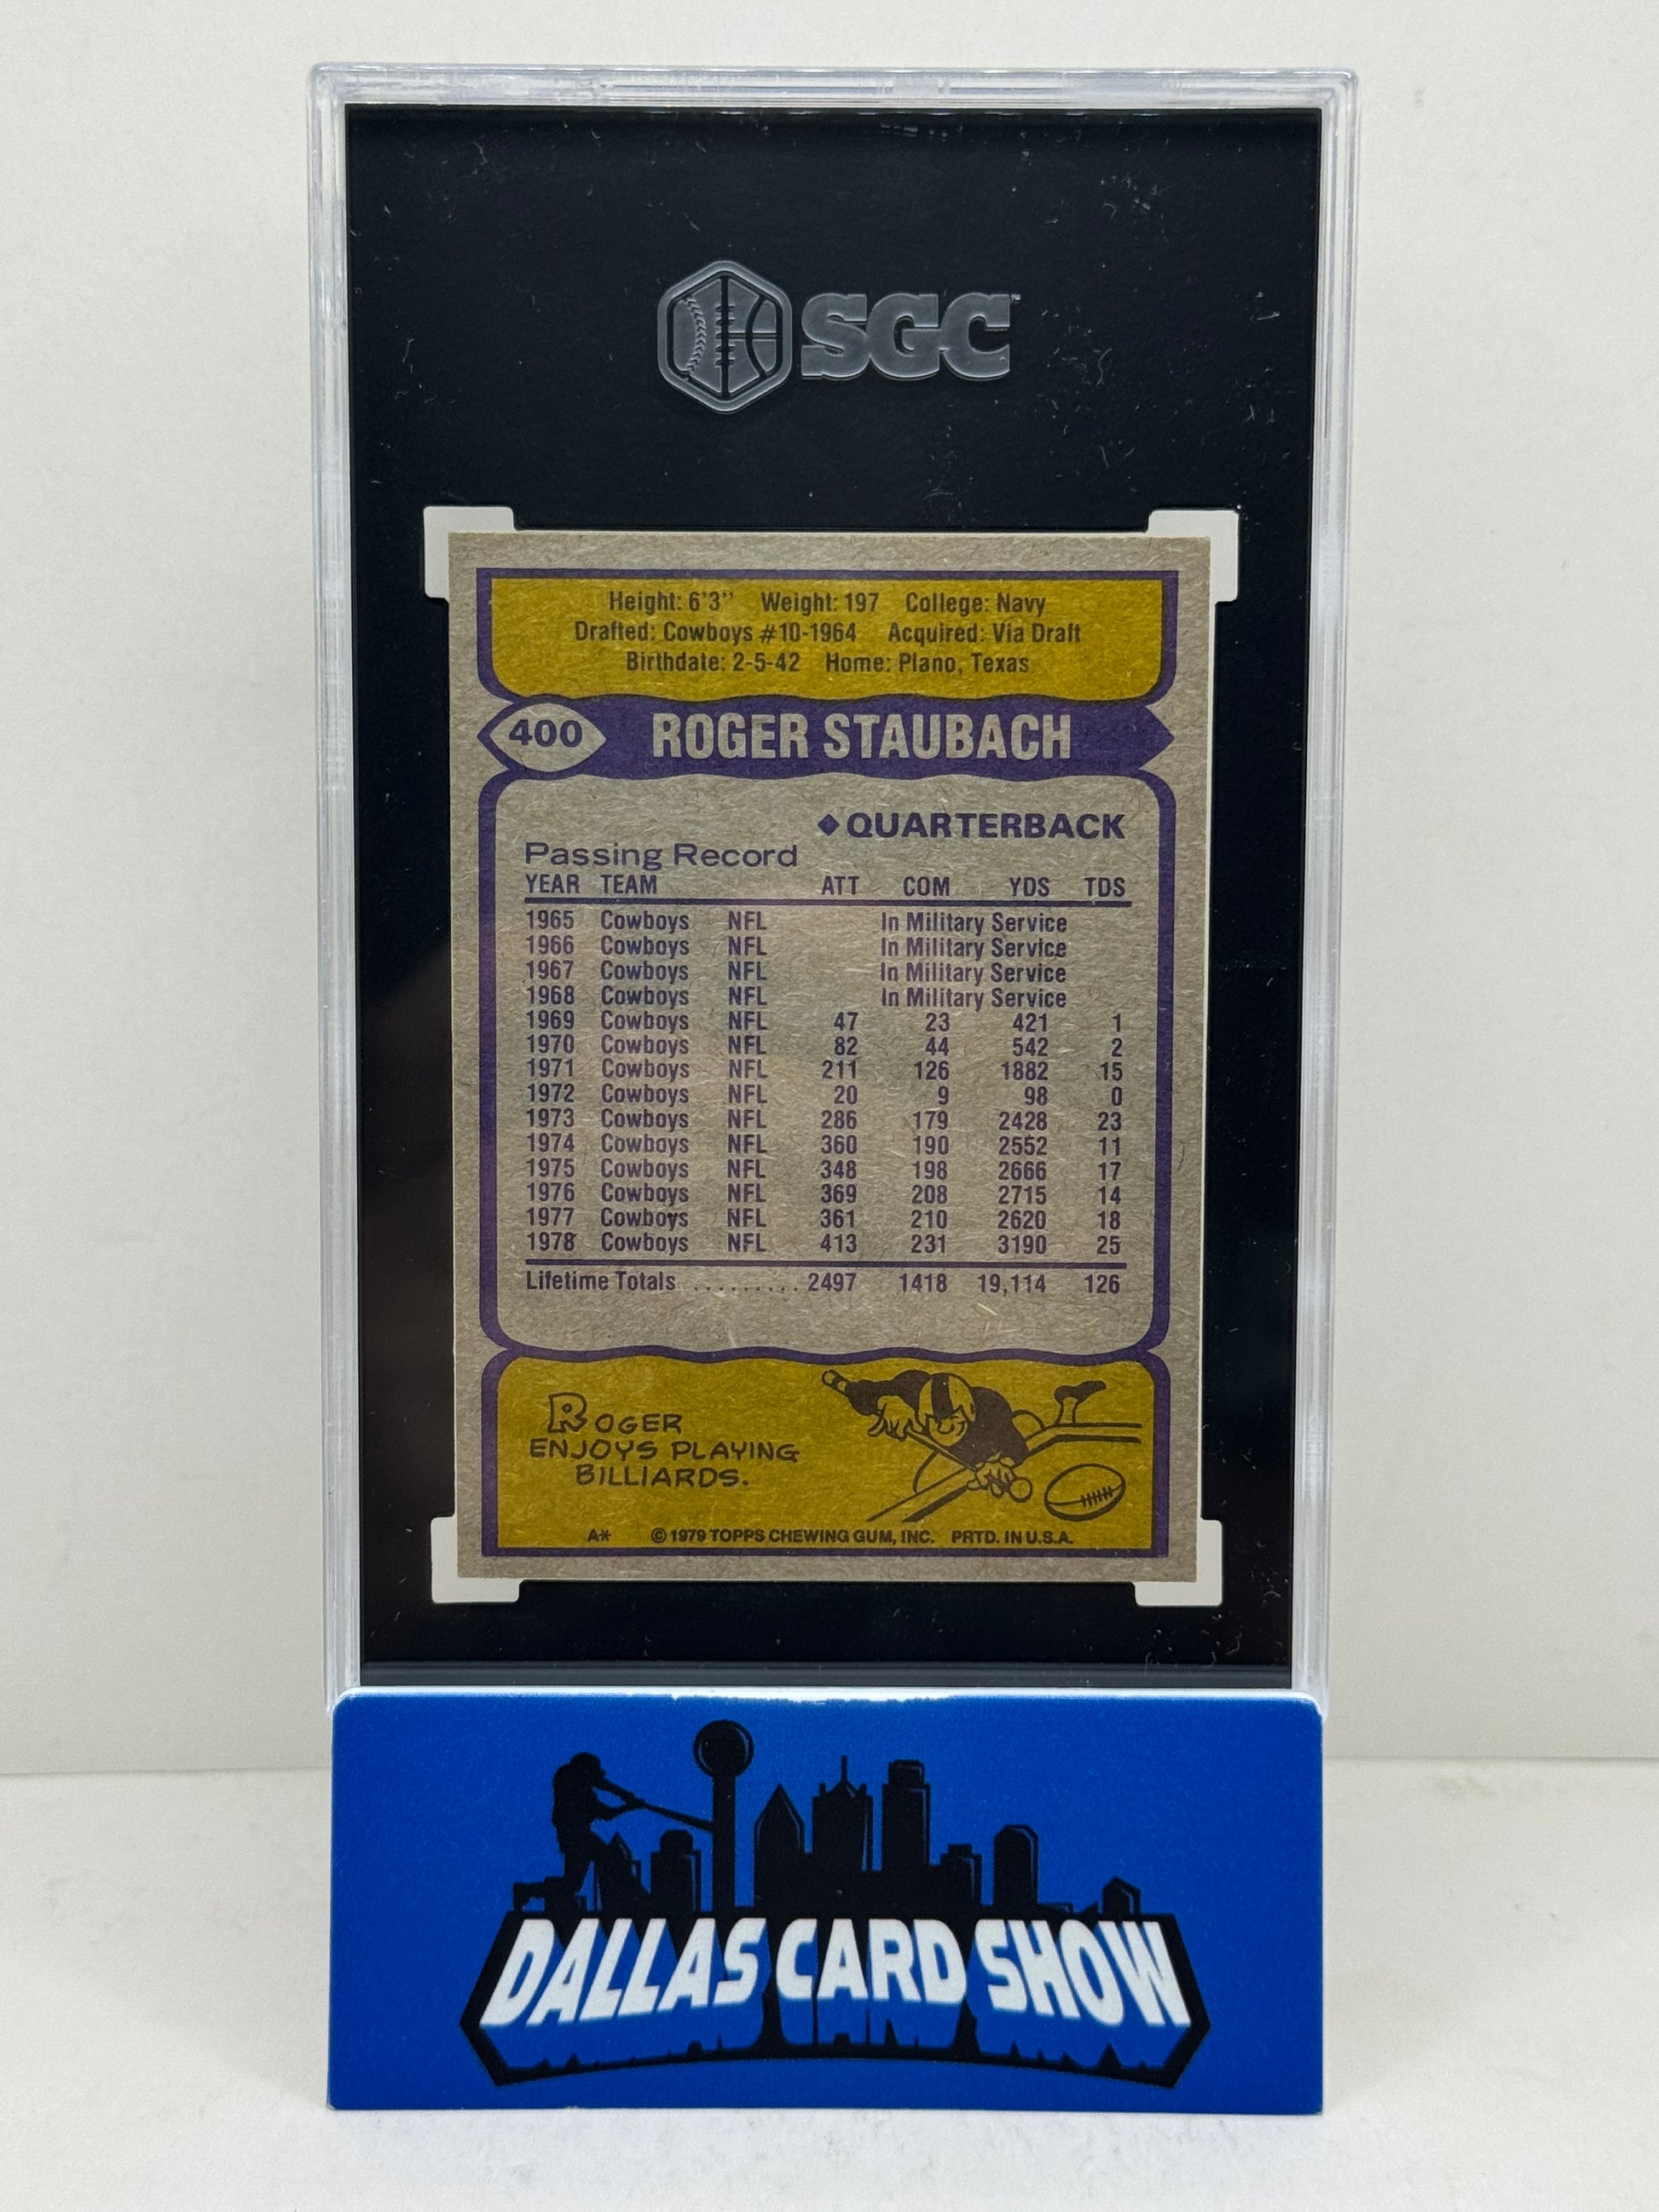 SGC
Height: 6'3" Weight: 197 College: Navy
Drafted: Cowboys #10-1964 Acquired: Via Draft
Birthdate: 2-5-42 Home: Plano, Texas
400 ROGER STAUBACH
◆QUARTERBACK
Passing Record
YEAR TEAM ATT COM YDS TDS
1965 Cowboys NFL In Military Service
1966 Cowboys NFL In Military Service
1967 Cowboys NFL In Military Service
1968 Cowboys NFL In Military Service
1969 Cowboys NFL 47 23 421 1
1970 Cowboys NFL 82 44 542 2
1971 Cowboys NFL 211 126 1882 15
1972 Cowboys NFL 20 9 98 0
1973 Cowboys NFL 286 179 2428 23
1974 Cowboys NFL 360 190 2552 11
1975 Cowboys NFL 348 198 2666 17
1976 Cowboys NFL 369 208 2715 14
1977 Cowboys NFL 361 210 2620 18
1978 Cowboys NFL 413 231 3190 25
Lifetime Totals ......... 2497 1418 19,114 126
ROGER
ENJOYS PLAYING
BILLIARDS.
A* © 1979 TOPPS CHEWING GUM, INC. PRTD. IN U.S.A.
DALLAS CARD SHOW